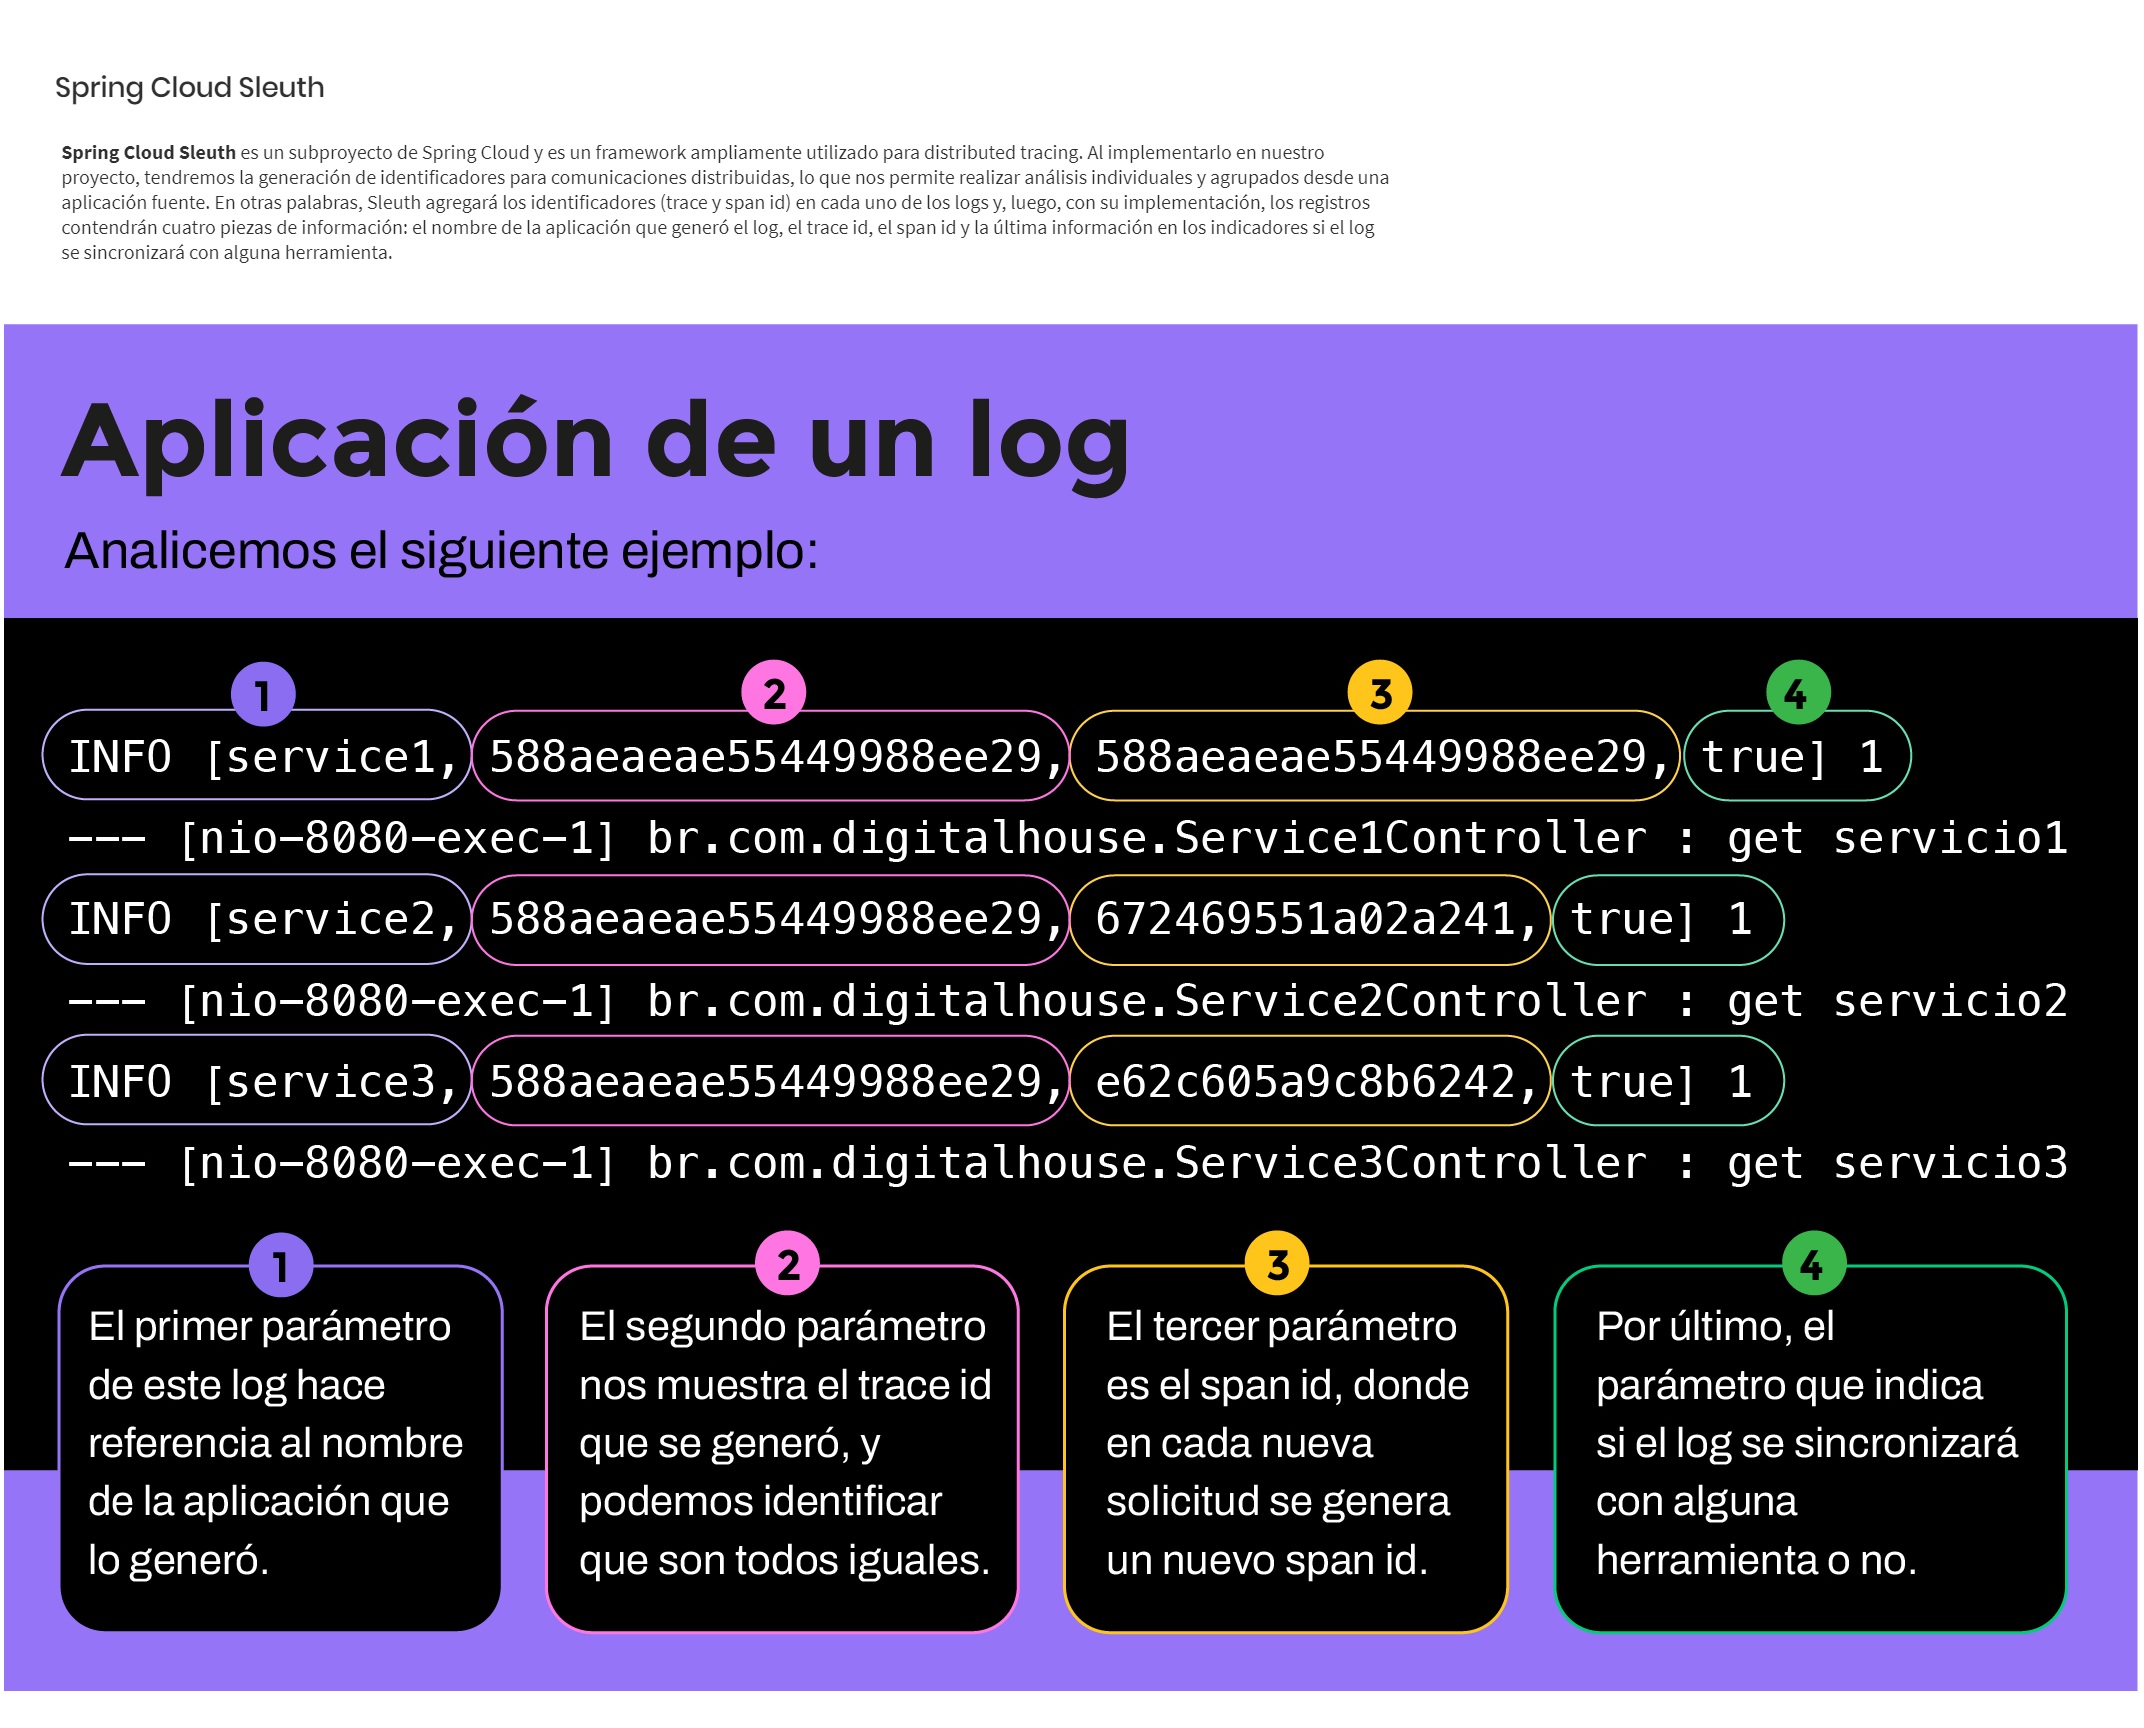 Spring Cloud Sleuth
Spring Cloud Sleuth es un subproyecto de Spring Cloud y es un framework ampliamente utilizado para distributed tracing. Al implementarlo en nuestro
proyecto, tendremos la generación de identificadores para comunicaciones distribuidas, lo que nos permite realizar análisis individuales y agrupados desde una
aplicación fuente. En otras palabras, Sleuth agregará los identificadores (trace y span id) en cada uno de los logs y, luego, con su implementación, los registros
contendrán cuatro piezas de información: el nombre de la aplicación que generó el log, el trace id, el span id y la última información en los indicadores si el log
se sincronizará con alguna herramienta.
Aplicación de un log
Analicemos el siguiente ejemplo:
1 2 3 4
INFO [service1, 588aeaeae55449988ee29, 588aeaeae55449988ee29, true] 1
––– [nio–8080–exec–1] br.com.digitalhouse.Service1Controller : get servicio1
INFO [service2, 588aeaeae55449988ee29, 672469551a02a241, true] 1
––– [nio–8080–exec–1] br.com.digitalhouse.Service2Controller : get servicio2
INFO [service3, 588aeaeae55449988ee29, e62c605a9c8b6242, true] 1
––– [nio–8080–exec–1] br.com.digitalhouse.Service3Controller : get servicio3
1
El primer parámetro
de este log hace
referencia al nombre
de la aplicación que
lo generó.
2
El segundo parámetro
nos muestra el trace id
que se generó, y
podemos identificar
que son todos iguales.
3
El tercer parámetro
es el span id, donde
en cada nueva
solicitud se genera
un nuevo span id.
4
Por último, el
parámetro que indica
si el log se sincronizará
con alguna
herramienta o no.